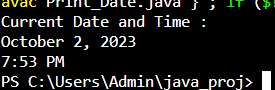 avac Print_Date.java } ; if ($
Current Date and Time :
October 2, 2023
7:53 PM
PS C:\Users\Admin\java_proj>